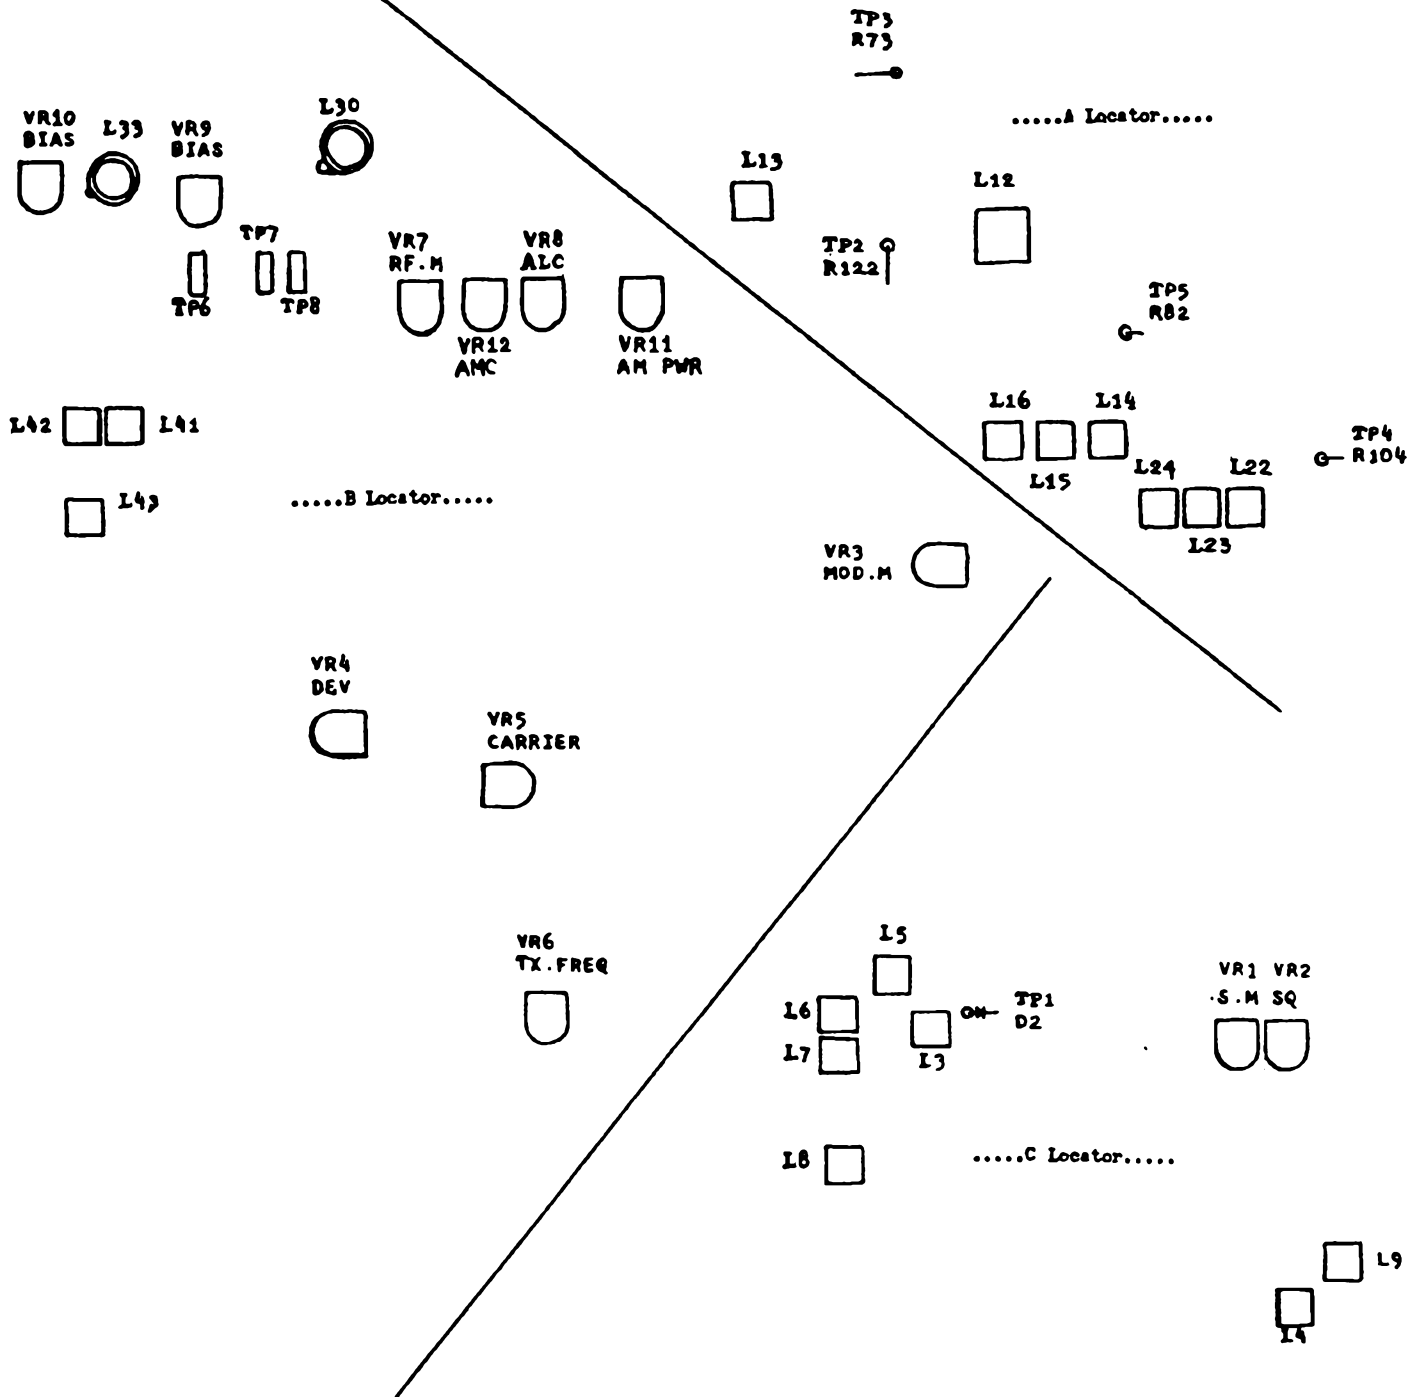 TP3
R73
.....A Locator.....
VR10
BIAS
L33
VR9
BIAS
L30
L13
L12
TP7
TP6
TP8
VR7
RF.M
VR8
ALC
VR12
AMC
VR11
AM PWR
TP2
R122
TP5
R82
L42
L41
L16
L14
L15
TP4
R104
L24
L22
L23
L43
.....B Locator.....
VR3
MOD.M
VR4
DEV
VR5
CARRIER
VR6
TX.FREQ
L5
L6
L7
L3
TP1
D2
VR1 VR2
.S.M SQ
L8
.....C Locator.....
L9
L4